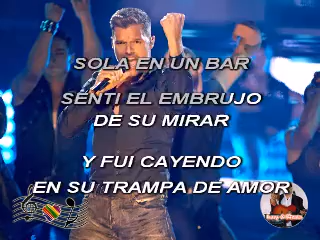 SOLA EN UN BAR
SENTI EL EMBRUJO
DE SU MIRAR
Y FUI CAYENDO
EN SU TRAMPA DE AMOR